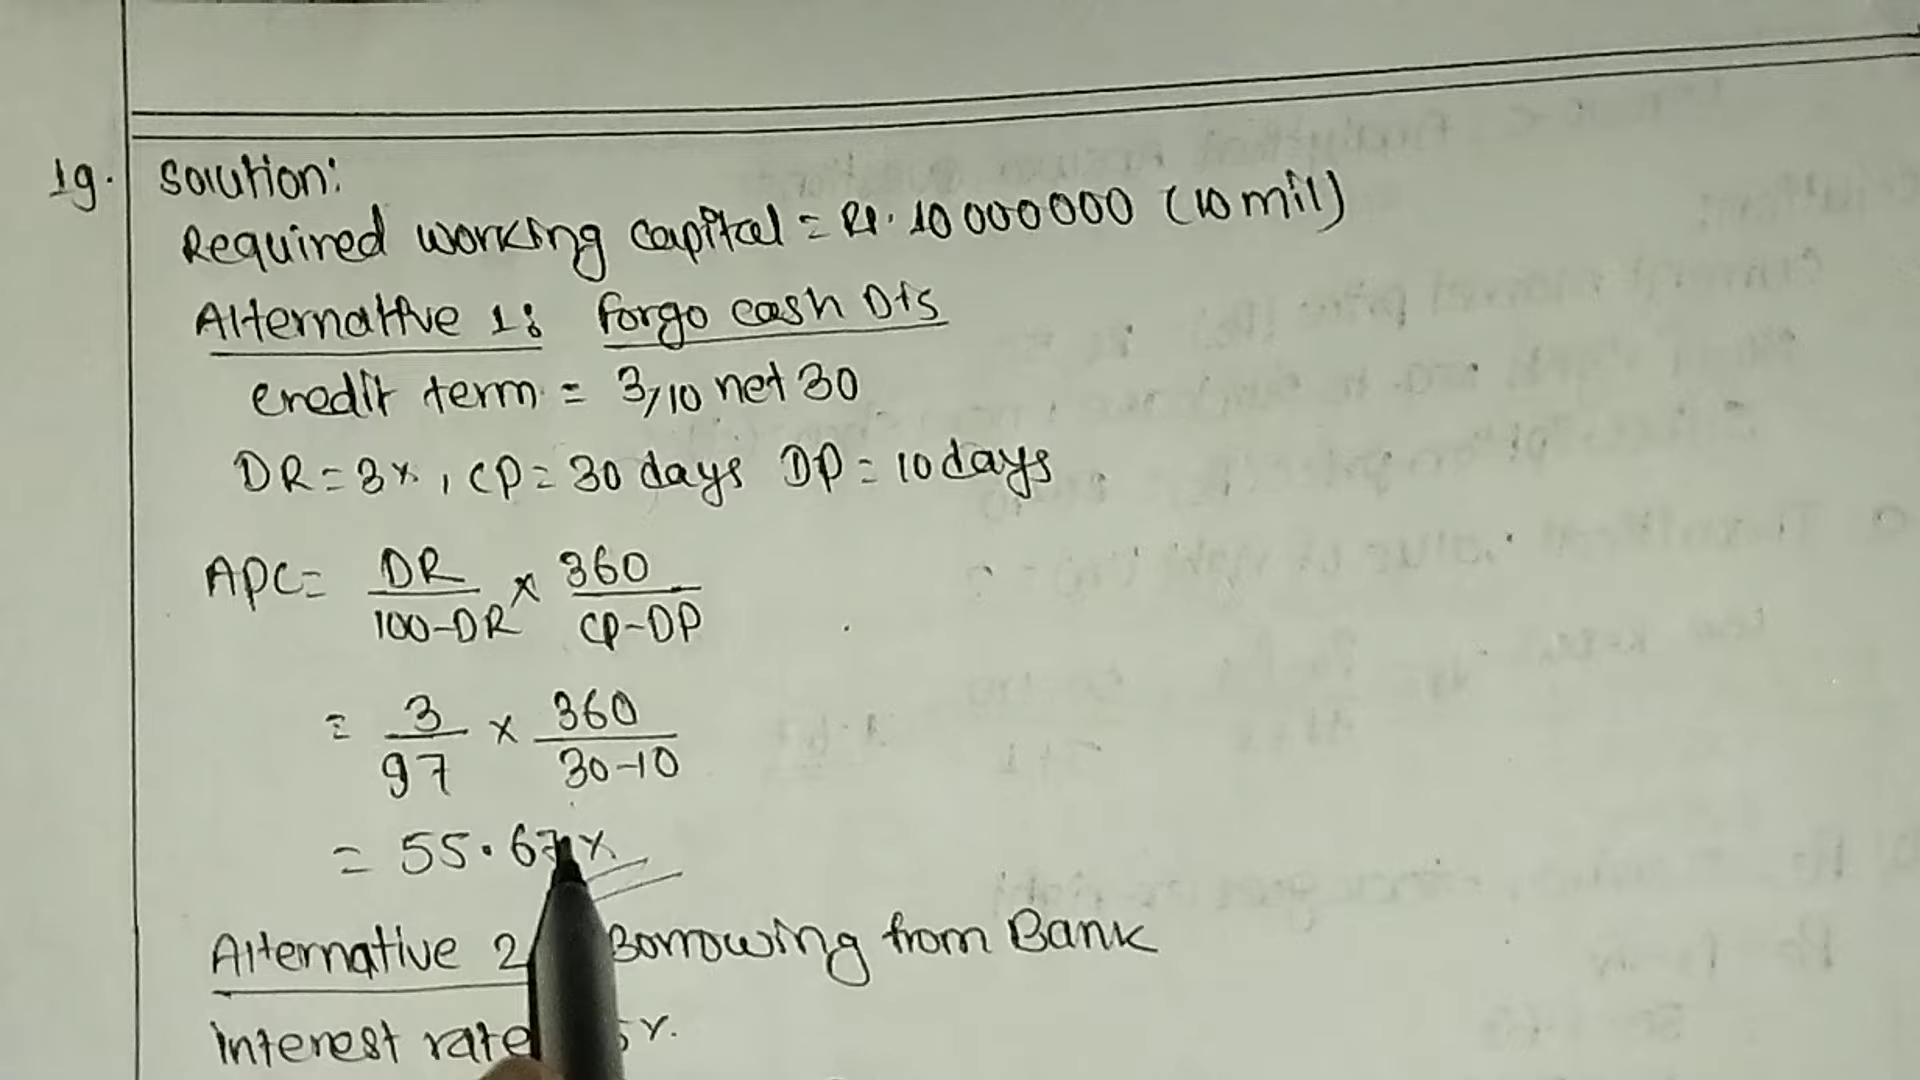 19. Solution:
Required working capital = Rs. 10000000 (10 mil)
Alternative 1: forgo cash Dis
credit term = 3/10 net 30
DR = 3%, CP = 30 days DP = 10 days
APC = DR/100-DR × 360/CP-DP
= 3/97 × 360/30-10
= 55.67%
Alternative 2 Borrowing from Bank
interest rate